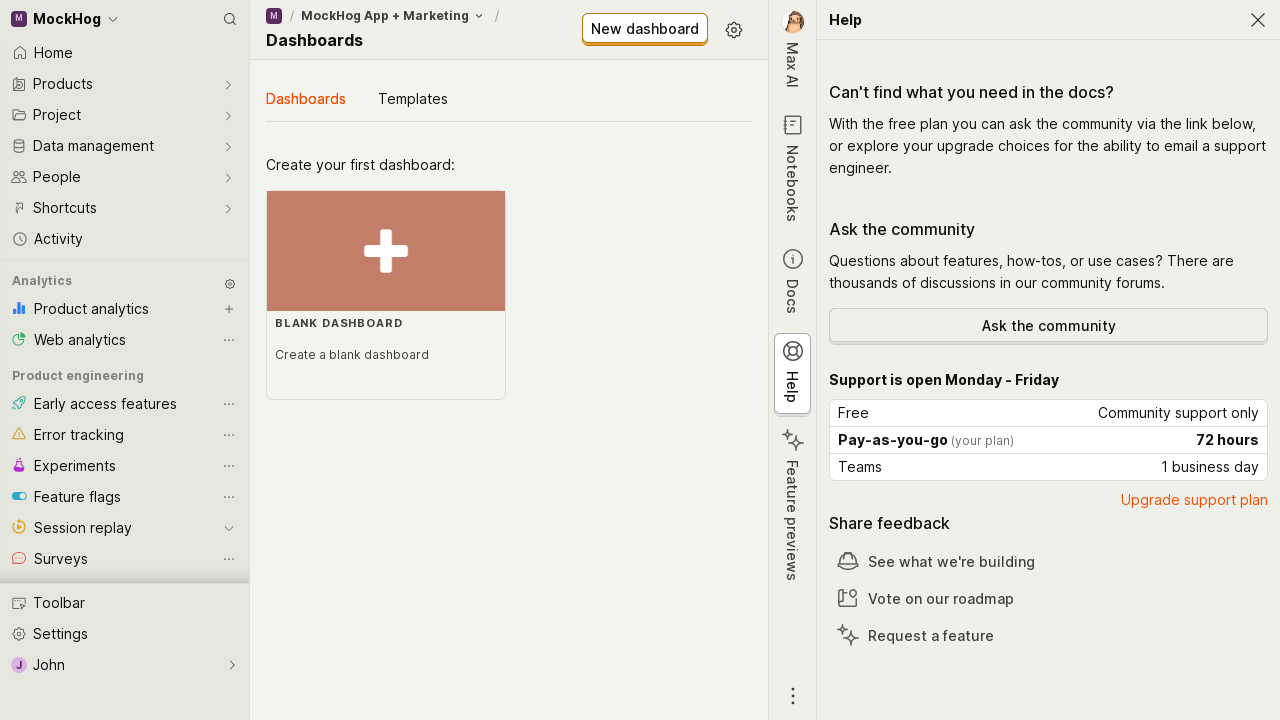 M MockHog
Home
Products
Project
Data management
People
Shortcuts
Activity
Analytics
Product analytics
Web analytics
Product engineering
Early access features
Error tracking
Experiments
Feature flags
Session replay
Surveys
Toolbar
Settings
J John
M / MockHog App + Marketing /
Dashboards
New dashboard
Dashboards Templates
Create your first dashboard:
BLANK DASHBOARD
Create a blank dashboard
Max AI
Notebooks
Docs
Help
Feature previews
Help
Can't find what you need in the docs?
With the free plan you can ask the community via the link below,
or explore your upgrade choices for the ability to email a support
engineer.
Ask the community
Questions about features, how-tos, or use cases? There are
thousands of discussions in our community forums.
Ask the community
Support is open Monday - Friday
Free Community support only
Pay-as-you-go (your plan) 72 hours
Teams 1 business day
Upgrade support plan
Share feedback
See what we're building
Vote on our roadmap
Request a feature